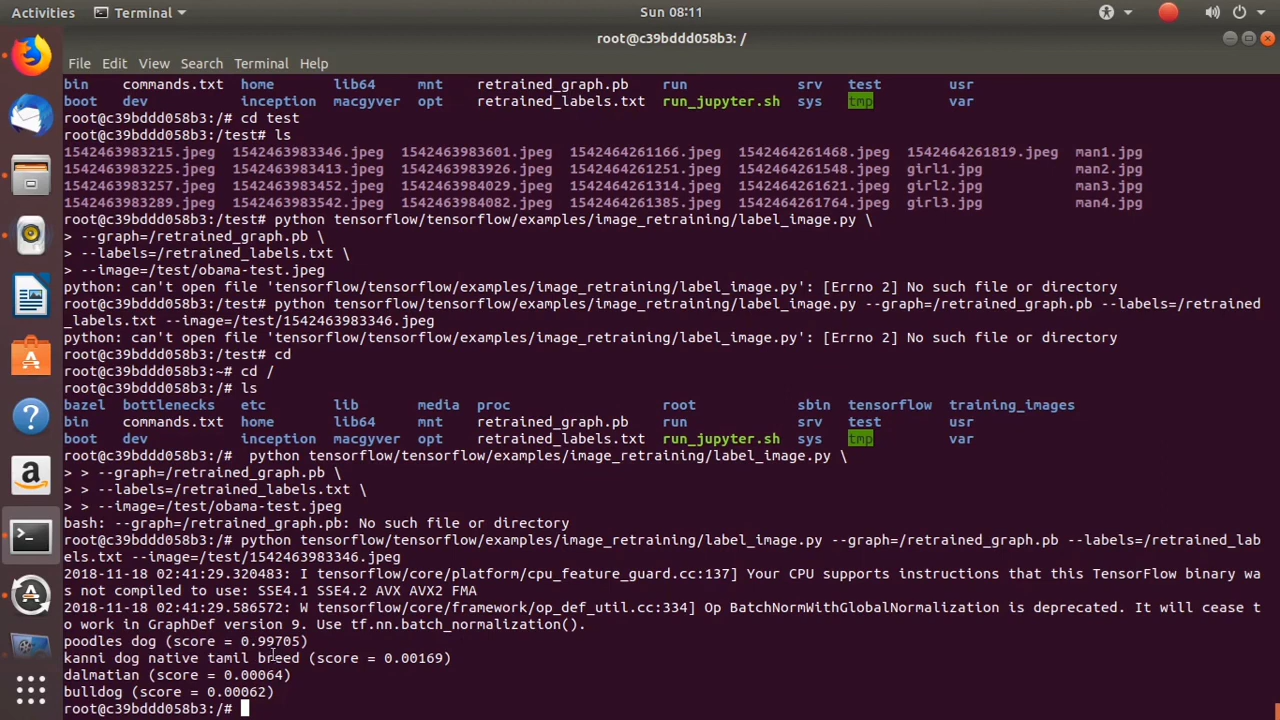 Activities Terminal Sun 08:11
root@c39bddd058b3: /
File Edit View Search Terminal Help
bin commands.txt home lib64 mnt retrained_graph.pb run srv test usr
boot dev inception macgyver opt retrained_labels.txt run_jupyter.sh sys tmp var
root@c39bddd058b3:/# cd test
root@c39bddd058b3:/test# ls
1542463983215.jpeg 1542463983346.jpeg 1542463983601.jpeg 1542464261166.jpeg 1542464261468.jpeg 1542464261819.jpeg man1.jpg
1542463983225.jpeg 1542463983413.jpeg 1542463983926.jpeg 1542464261251.jpeg 1542464261548.jpeg girl1.jpg man2.jpg
1542463983257.jpeg 1542463983452.jpeg 1542463984029.jpeg 1542464261314.jpeg 1542464261621.jpeg girl2.jpg man3.jpg
1542463983289.jpeg 1542463983542.jpeg 1542463984082.jpeg 1542464261385.jpeg 1542464261764.jpeg girl3.jpg man4.jpg
root@c39bddd058b3:/test# python tensorflow/tensorflow/examples/image_retraining/label_image.py \
> --graph=/retrained_graph.pb \
> --labels=/retrained_labels.txt \
> --image=/test/obama-test.jpeg
python: can't open file 'tensorflow/tensorflow/examples/image_retraining/label_image.py': [Errno 2] No such file or directory
root@c39bddd058b3:/test# python tensorflow/tensorflow/examples/image_retraining/label_image.py --graph=/retrained_graph.pb --labels=/retrained
_labels.txt --image=/test/1542463983346.jpeg
python: can't open file 'tensorflow/tensorflow/examples/image_retraining/label_image.py': [Errno 2] No such file or directory
root@c39bddd058b3:/test# cd
root@c39bddd058b3:~# cd /
root@c39bddd058b3:/# ls
bazel bottlenecks etc lib media proc root sbin tensorflow training_images
bin commands.txt home lib64 mnt retrained_graph.pb run srv test usr
boot dev inception macgyver opt retrained_labels.txt run_jupyter.sh sys tmp var
root@c39bddd058b3:/#  python tensorflow/tensorflow/examples/image_retraining/label_image.py \
> > --graph=/retrained_graph.pb \
> > --labels=/retrained_labels.txt \
> > --image=/test/obama-test.jpeg
bash: --graph=/retrained_graph.pb: No such file or directory
root@c39bddd058b3:/# python tensorflow/tensorflow/examples/image_retraining/label_image.py --graph=/retrained_graph.pb --labels=/retrained_lab
els.txt --image=/test/1542463983346.jpeg
2018-11-18 02:41:29.320483: I tensorflow/core/platform/cpu_feature_guard.cc:137] Your CPU supports instructions that this TensorFlow binary wa
s not compiled to use: SSE4.1 SSE4.2 AVX AVX2 FMA
2018-11-18 02:41:29.586572: W tensorflow/core/framework/op_def_util.cc:334] Op BatchNormWithGlobalNormalization is deprecated. It will cease t
o work in GraphDef version 9. Use tf.nn.batch_normalization().
poodles dog (score = 0.99705)
kanni dog native tamil breed (score = 0.00169)
dalmatian (score = 0.00064)
bulldog (score = 0.00062)
root@c39bddd058b3:/#